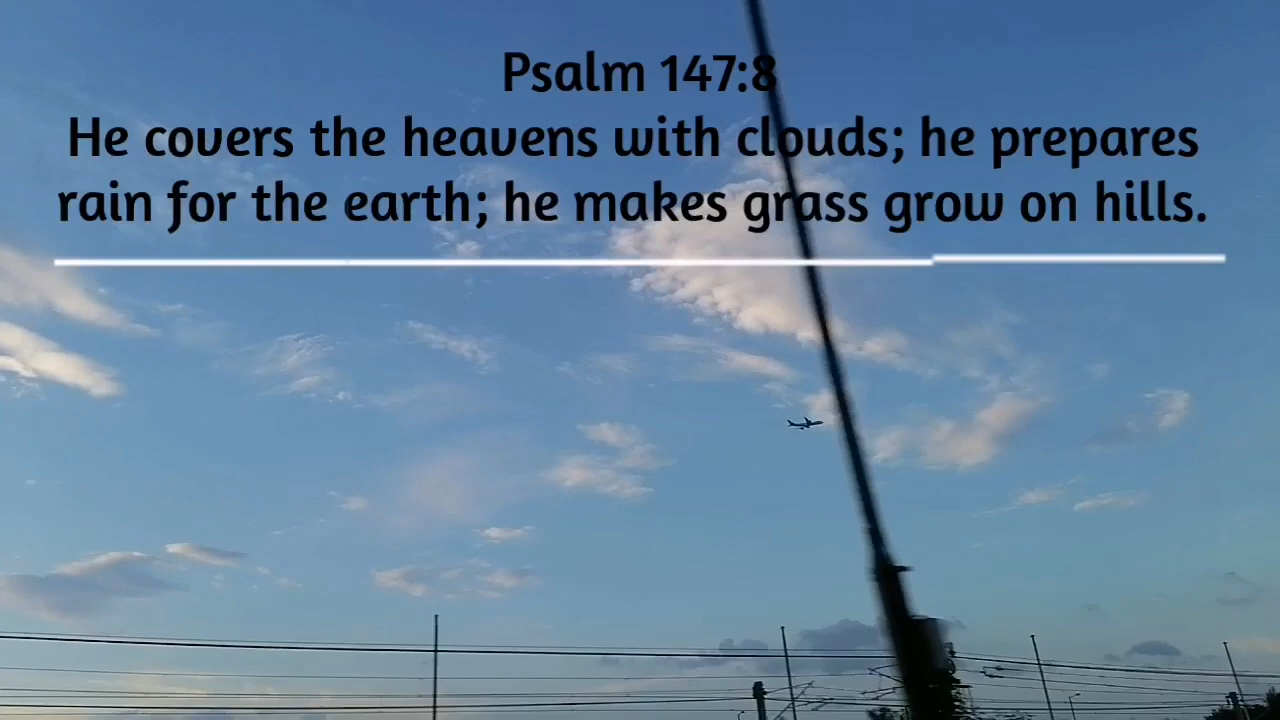 Psalm 147:8
He covers the heavens with clouds; he prepares
rain for the earth; he makes grass grow on hills.